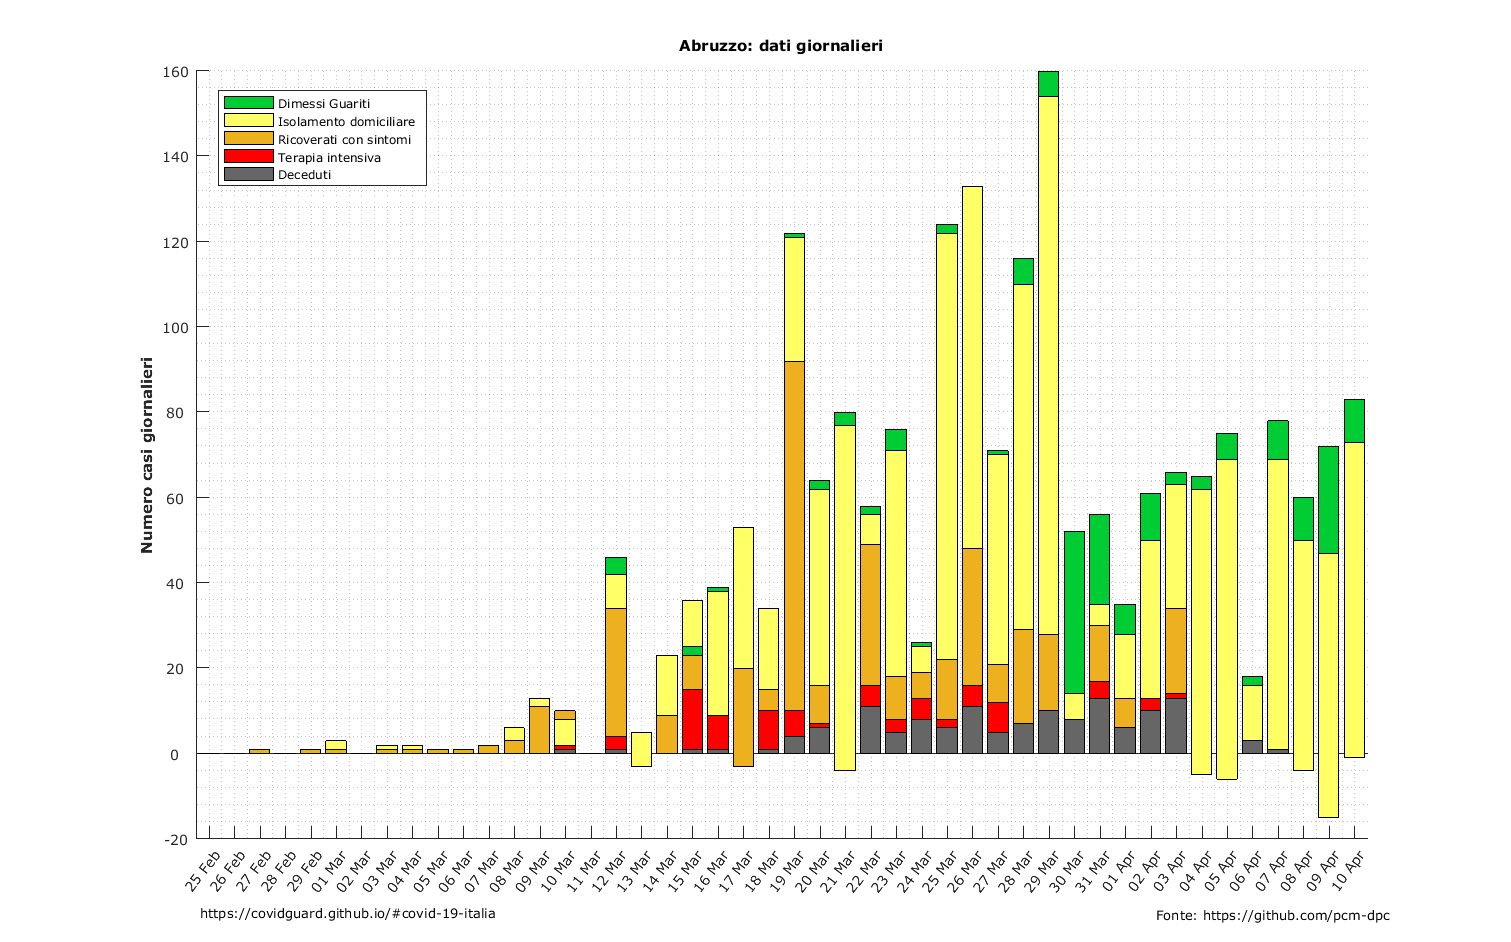 Abruzzo: dati giornalieri
160
140
120
100
80
60
40
20
0
-20
Numero casi giornalieri
Dimessi Guariti
Isolamento domiciliare
Ricoverati con sintomi
Terapia intensiva
Deceduti
25 Feb
26 Feb
27 Feb
28 Feb
29 Feb
01 Mar
02 Mar
03 Mar
04 Mar
05 Mar
06 Mar
07 Mar
08 Mar
09 Mar
10 Mar
11 Mar
12 Mar
13 Mar
14 Mar
15 Mar
16 Mar
17 Mar
18 Mar
19 Mar
20 Mar
21 Mar
22 Mar
23 Mar
24 Mar
25 Mar
26 Mar
27 Mar
28 Mar
29 Mar
30 Mar
31 Mar
01 Apr
02 Apr
03 Apr
04 Apr
05 Apr
06 Apr
07 Apr
08 Apr
09 Apr
10 Apr
https://covidguard.github.io/#covid-19-italia
Fonte: https://github.com/pcm-dpc